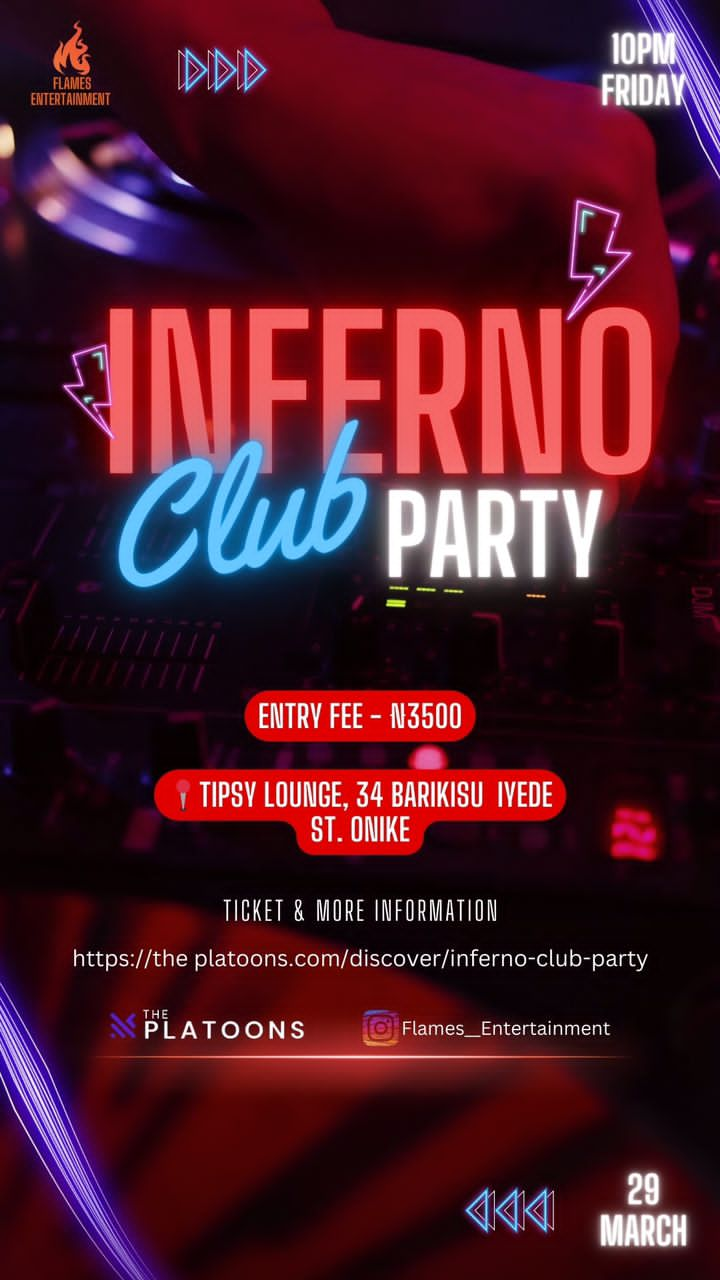 FLAMES
ENTERTAINMENT
10PM
FRIDAY
INFERNO
Club PARTY
ENTRY FEE - ₦3500
TIPSY LOUNGE, 34 BARIKISU IYEDE
ST. ONIKE
TICKET & MORE INFORMATION
https://the platoons.com/discover/inferno-club-party
THE
PLATOONS
Flames__Entertainment
29
MARCH